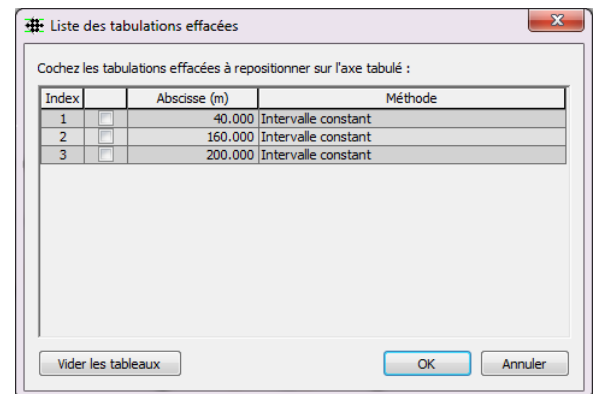 Liste des tabulations effacées
Cochez les tabulations effacées à repositionner sur l'axe tabulé :
Index Abscisse (m) Méthode
1 40.000 Intervalle constant
2 160.000 Intervalle constant
3 200.000 Intervalle constant
Vider les tableaux OK Annuler